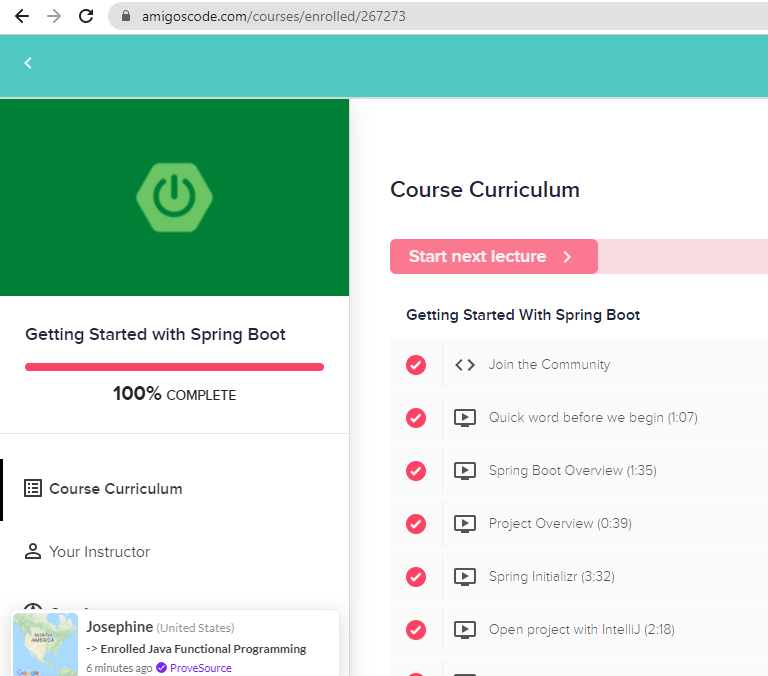 amigoscode.com/courses/enrolled/267273
Getting Started with Spring Boot
100% COMPLETE
Course Curriculum
Your Instructor
Josephine (United States)
-> Enrolled Java Functional Programming
6 minutes ago ProveSource
NORTH
AMERICA
Google
Course Curriculum
Start next lecture
Getting Started With Spring Boot
Join the Community
Quick word before we begin (1:07)
Spring Boot Overview (1:35)
Project Overview (0:39)
Spring Initializr (3:32)
Open project with IntelliJ (2:18)